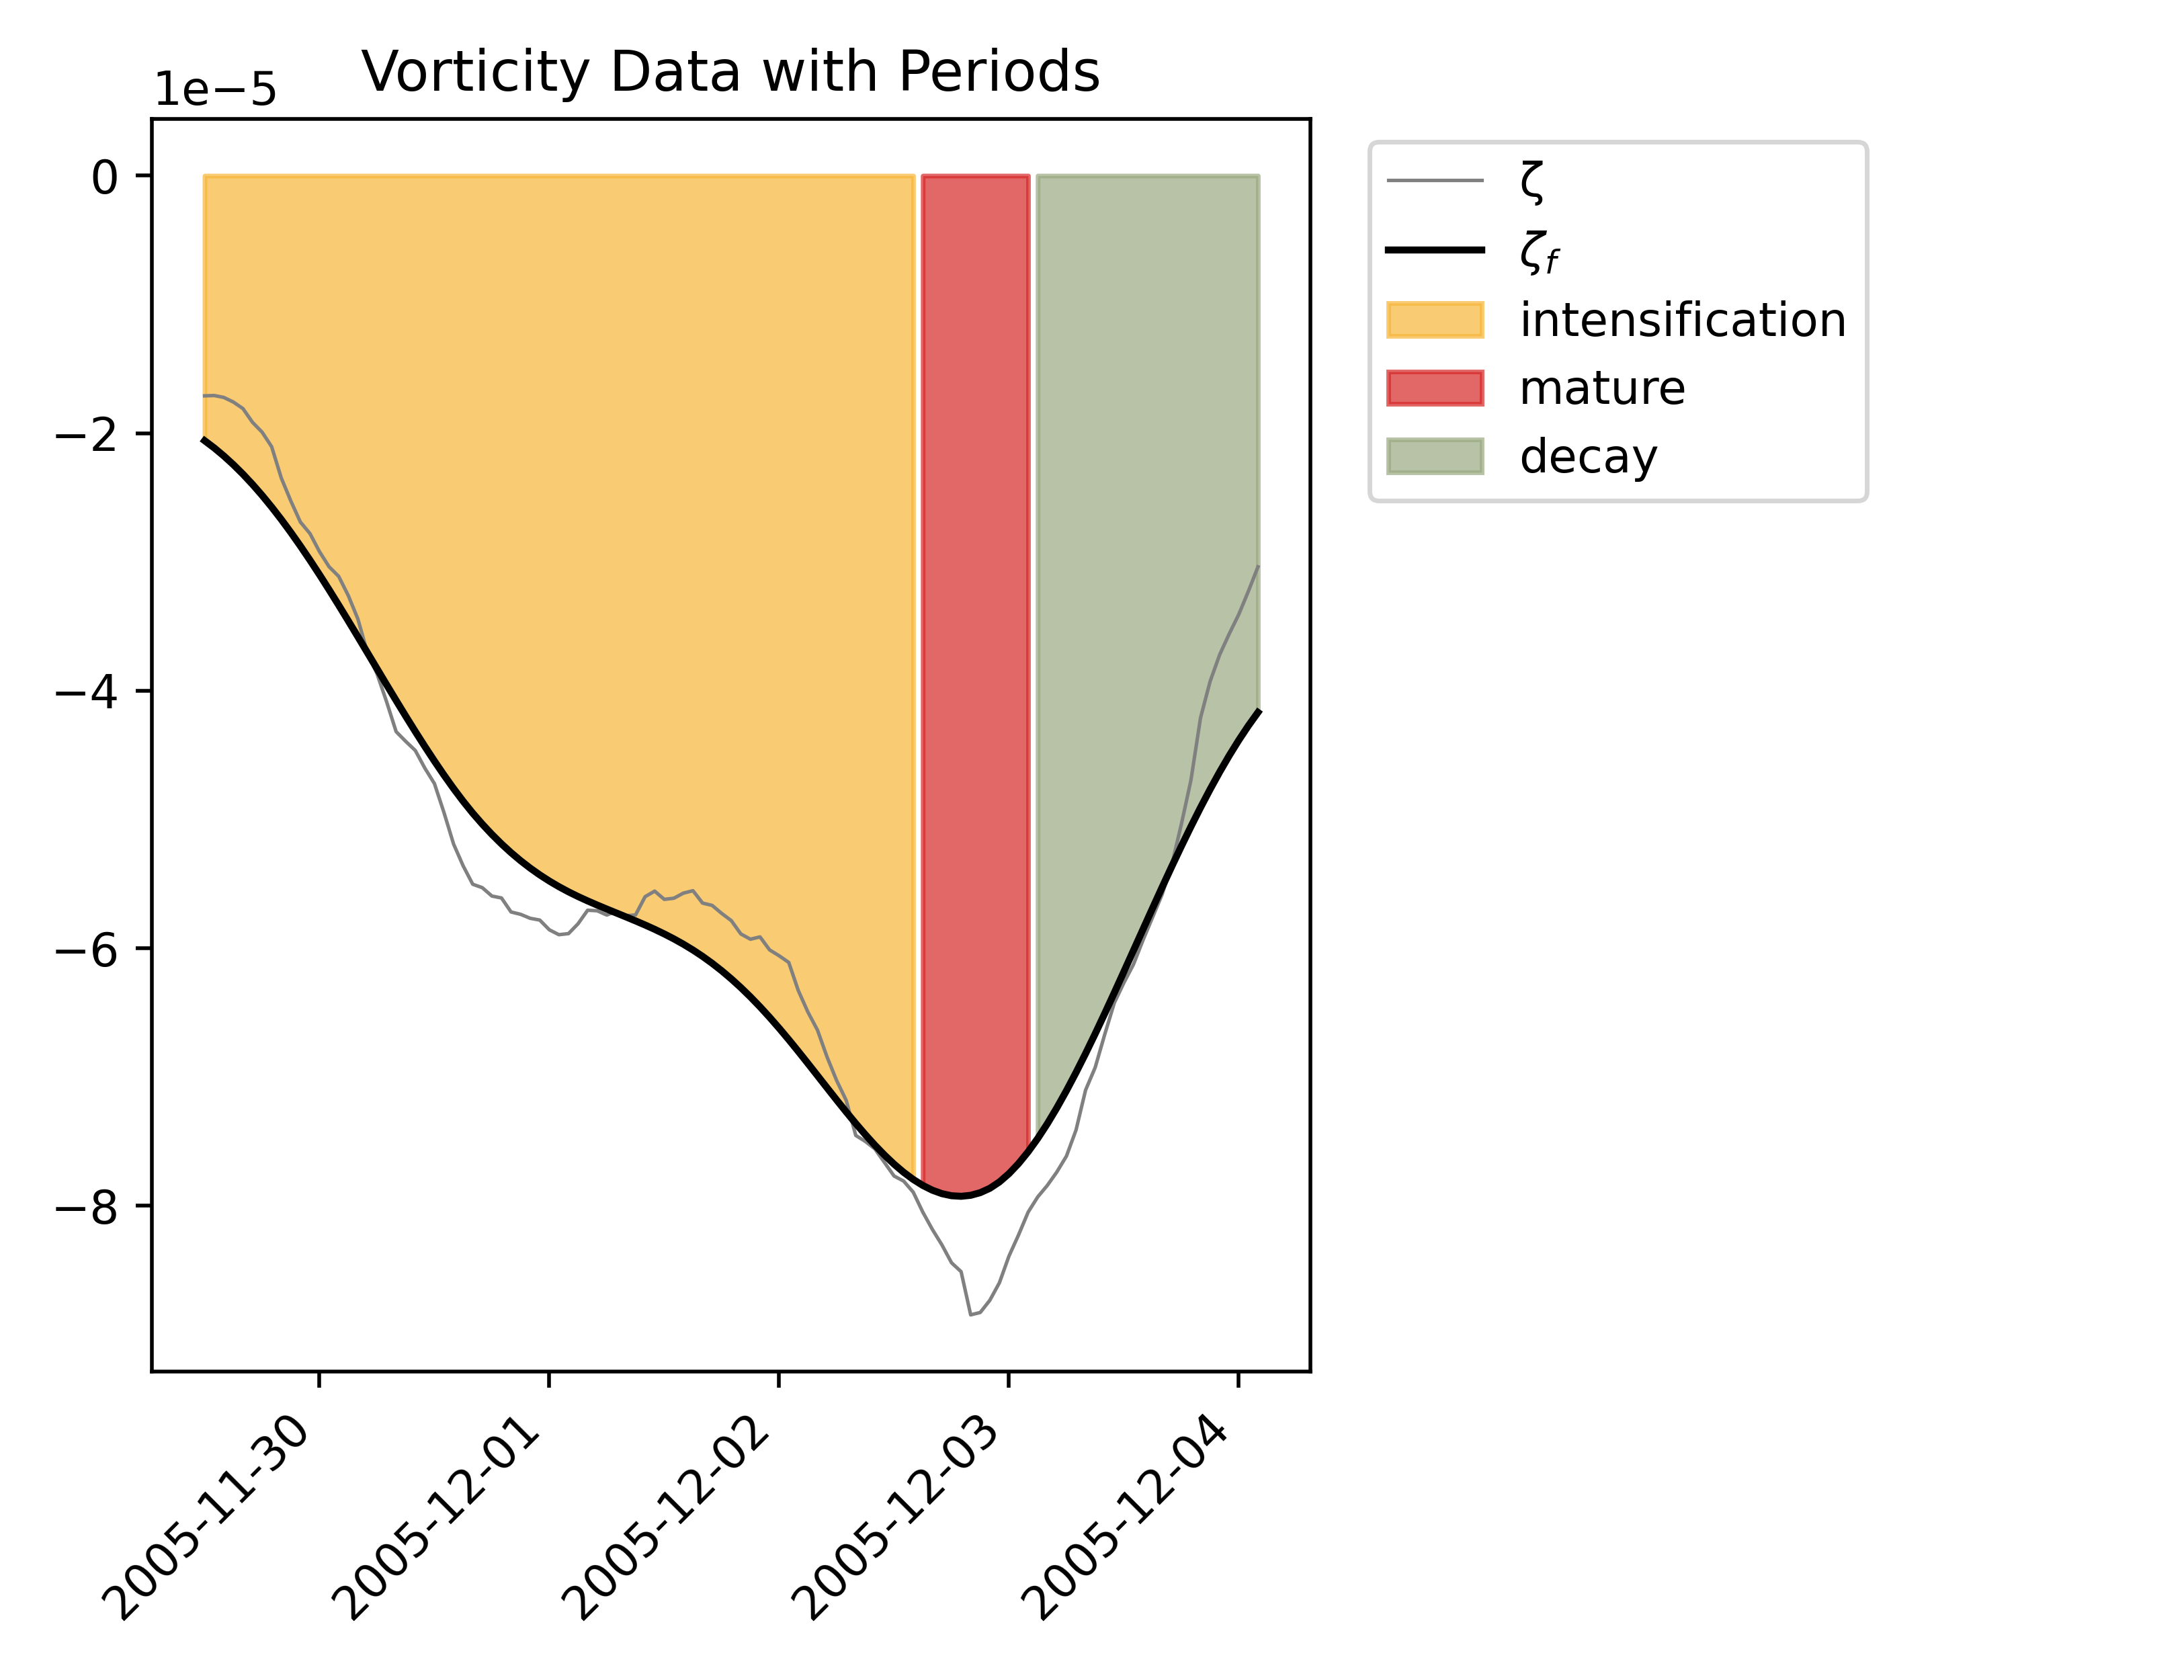 Vorticity Data with Periods
1e−5
0
−2
−4
−6
−8
2005-11-30
2005-12-01
2005-12-02
2005-12-03
2005-12-04
ζ
ζf
intensification
mature
decay